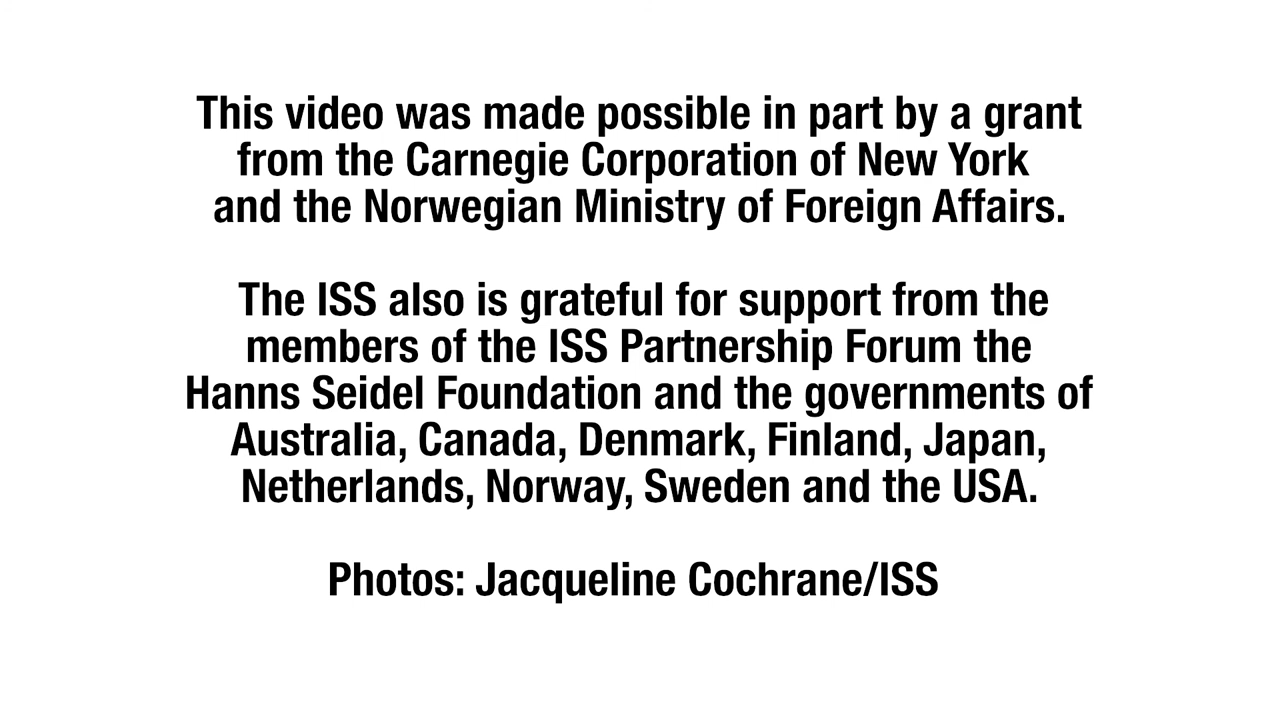 This video was made possible in part by a grant
from the Carnegie Corporation of New York
and the Norwegian Ministry of Foreign Affairs.
The ISS also is grateful for support from the
members of the ISS Partnership Forum the
Hanns Seidel Foundation and the governments of
Australia, Canada, Denmark, Finland, Japan,
Netherlands, Norway, Sweden and the USA.
Photos: Jacqueline Cochrane/ISS